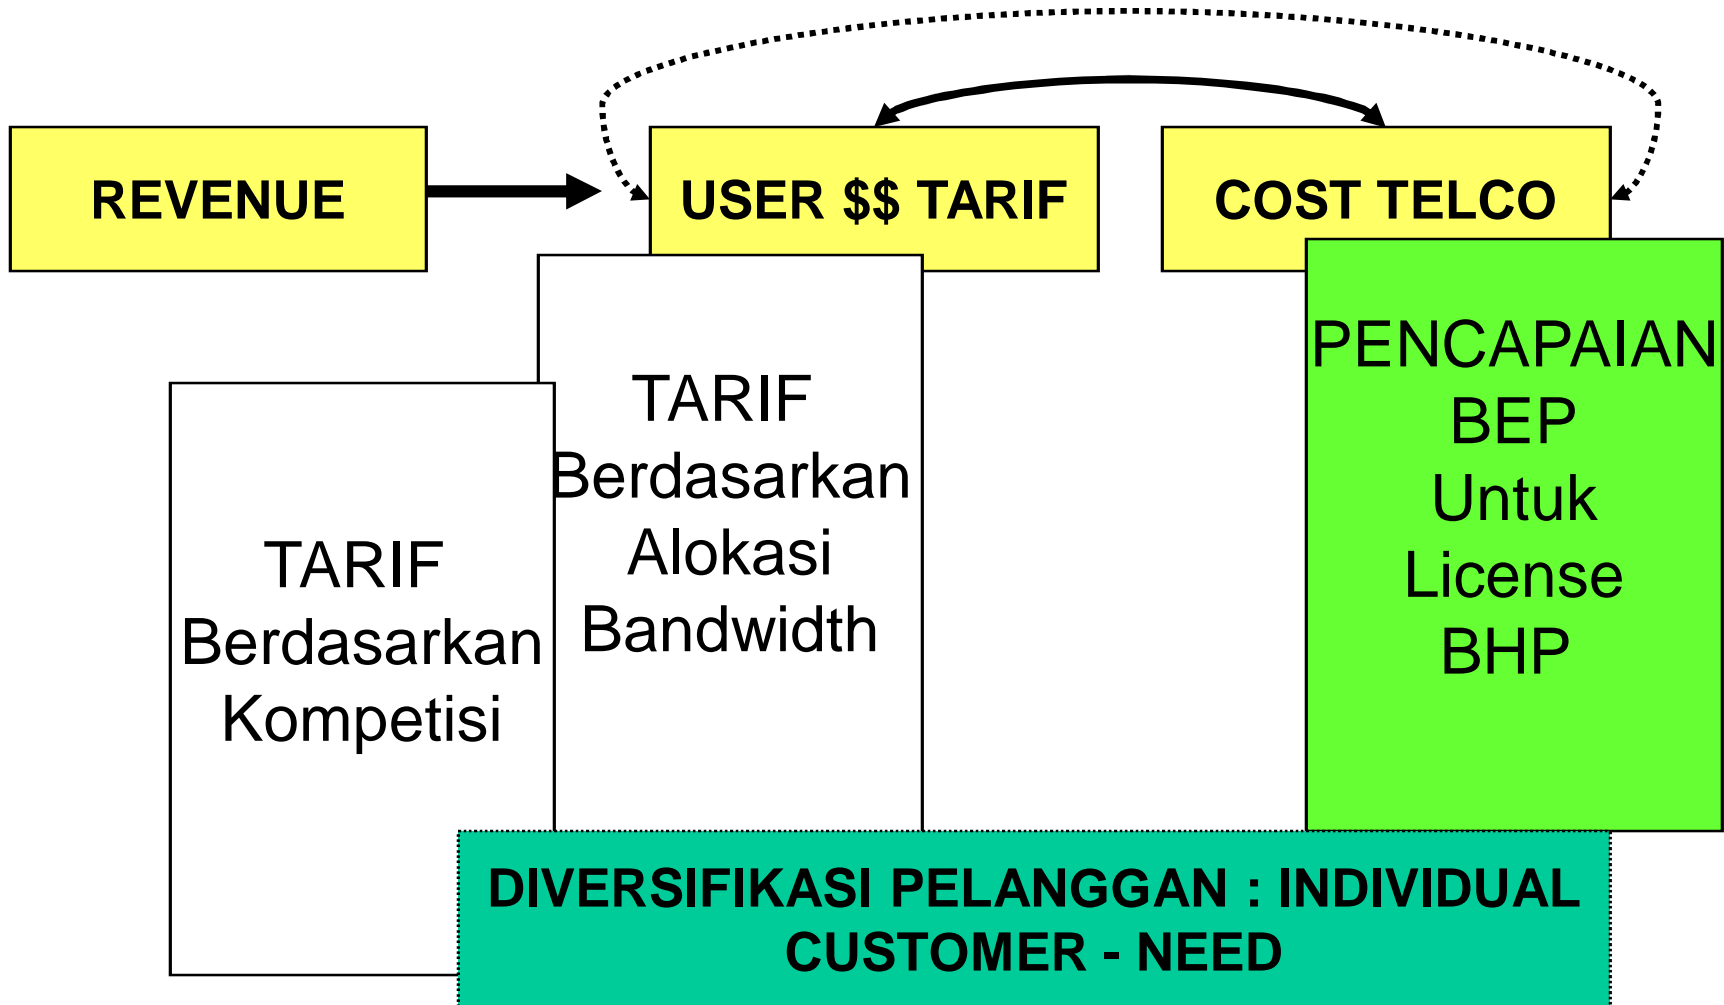 REVENUE
USER $$ TARIF
COST TELCO
TARIF
Berdasarkan
Kompetisi
TARIF
Berdasarkan
Alokasi
Bandwidth
PENCAPAIAN
BEP
Untuk
License
BHP
DIVERSIFIKASI PELANGGAN : INDIVIDUAL
CUSTOMER - NEED